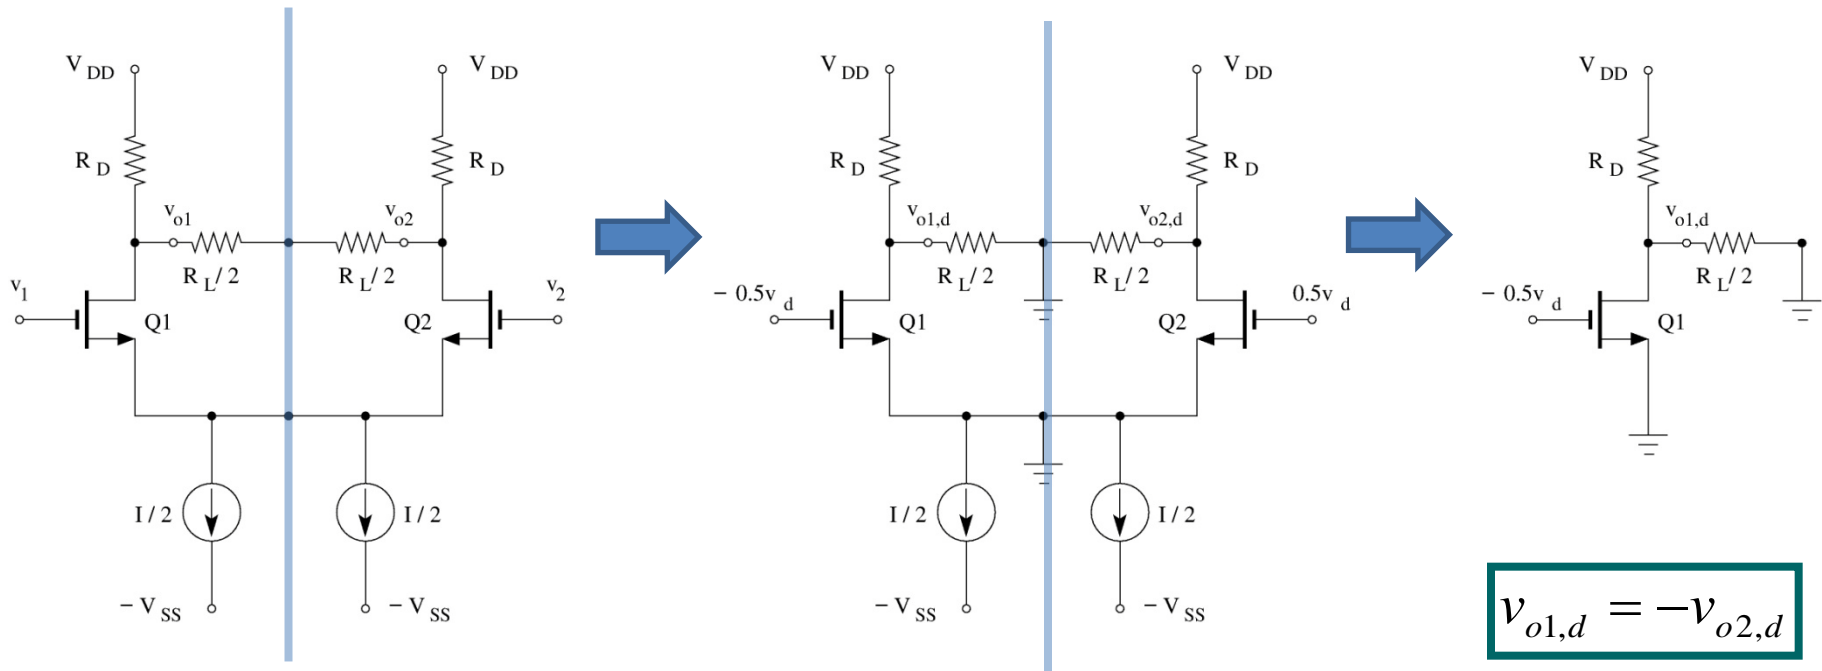 V DD
V DD
R D
R D
v o1
v o2
R L / 2
R L / 2
v 1
v 2
Q1
Q2
I / 2
I / 2
− V SS
− V SS
V DD
V DD
R D
R D
v o1,d
v o2,d
R L / 2
R L / 2
− 0.5v d
0.5v d
Q1
Q2
I / 2
I / 2
− V SS
− V SS
V DD
R D
v o1,d
R L / 2
− 0.5v d
Q1
v o1,d = −v o2,d